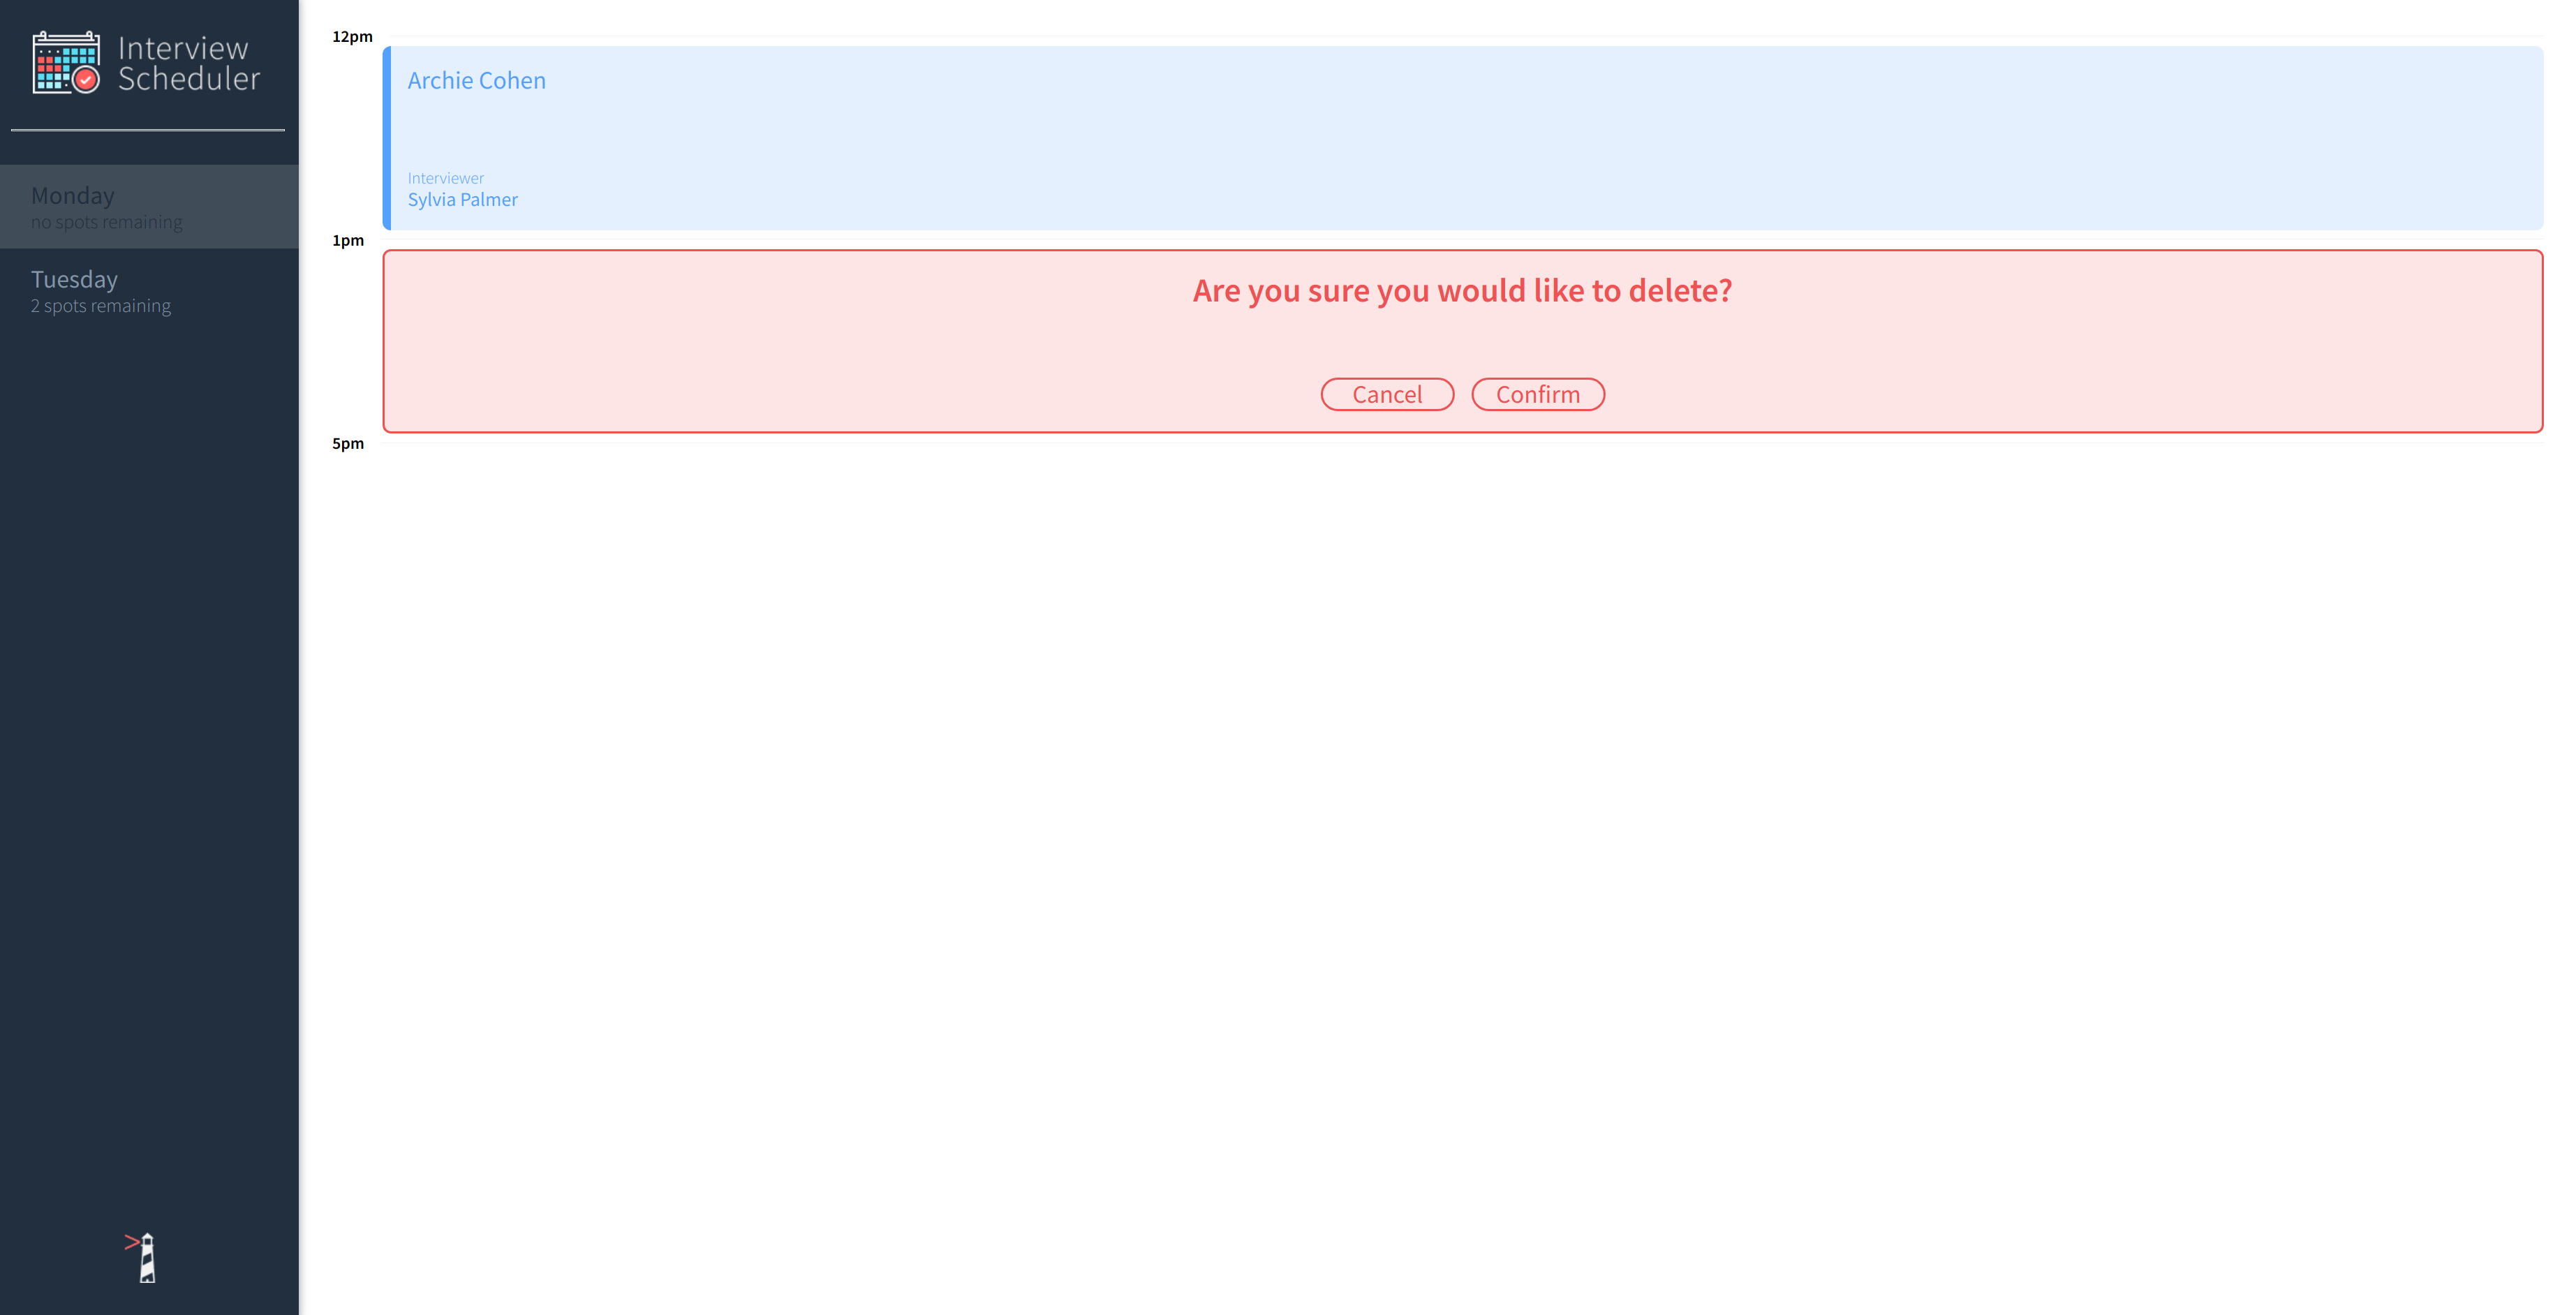 Interview
Scheduler
Monday
no spots remaining
Tuesday
2 spots remaining
12pm
Archie Cohen
Interviewer
Sylvia Palmer
1pm
Are you sure you would like to delete?
Cancel Confirm
5pm